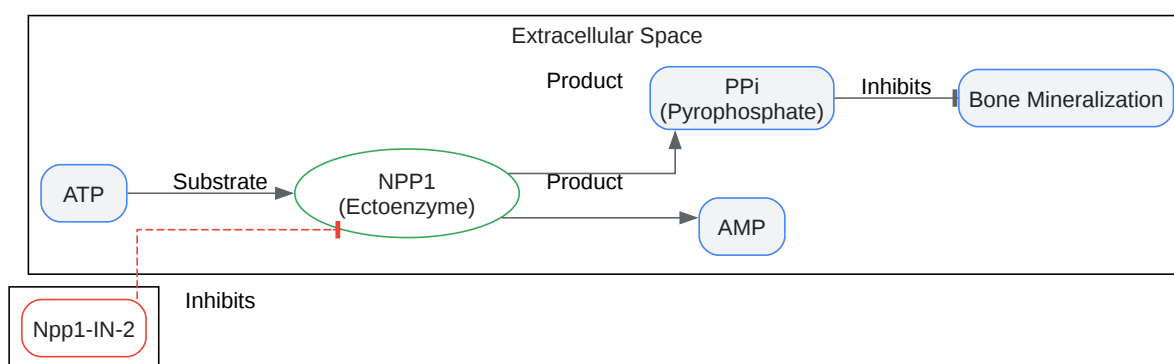 Extracellular Space
Product
PPi
(Pyrophosphate)
Inhibits
Bone Mineralization
ATP
Substrate
NPP1
(Ectoenzyme)
Product
AMP
Inhibits
Npp1-IN-2